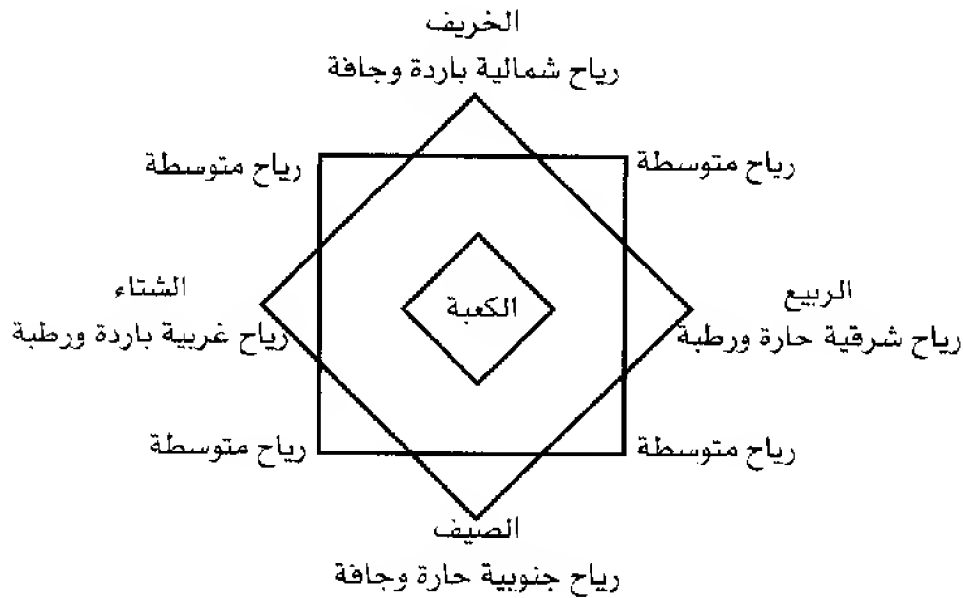 الخريف
رياح شمالية باردة وجافة
رياح متوسطة
رياح متوسطة
الربيع
رياح شرقية حارة ورطبة
الكعبة
الشتاء
رياح غربية باردة ورطبة
رياح متوسطة
رياح متوسطة
الصيف
رياح جنوبية حارة وجافة